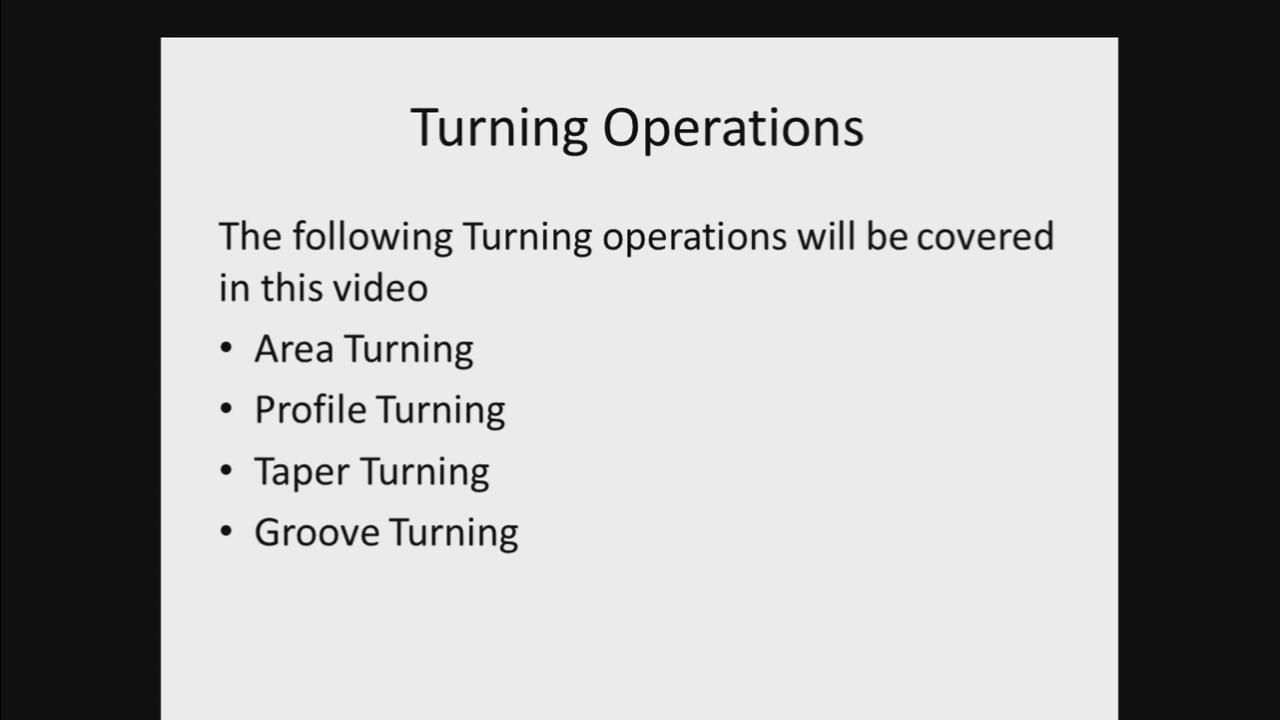 Turning Operations
The following Turning operations will be covered
in this video
• Area Turning
• Profile Turning
• Taper Turning
• Groove Turning